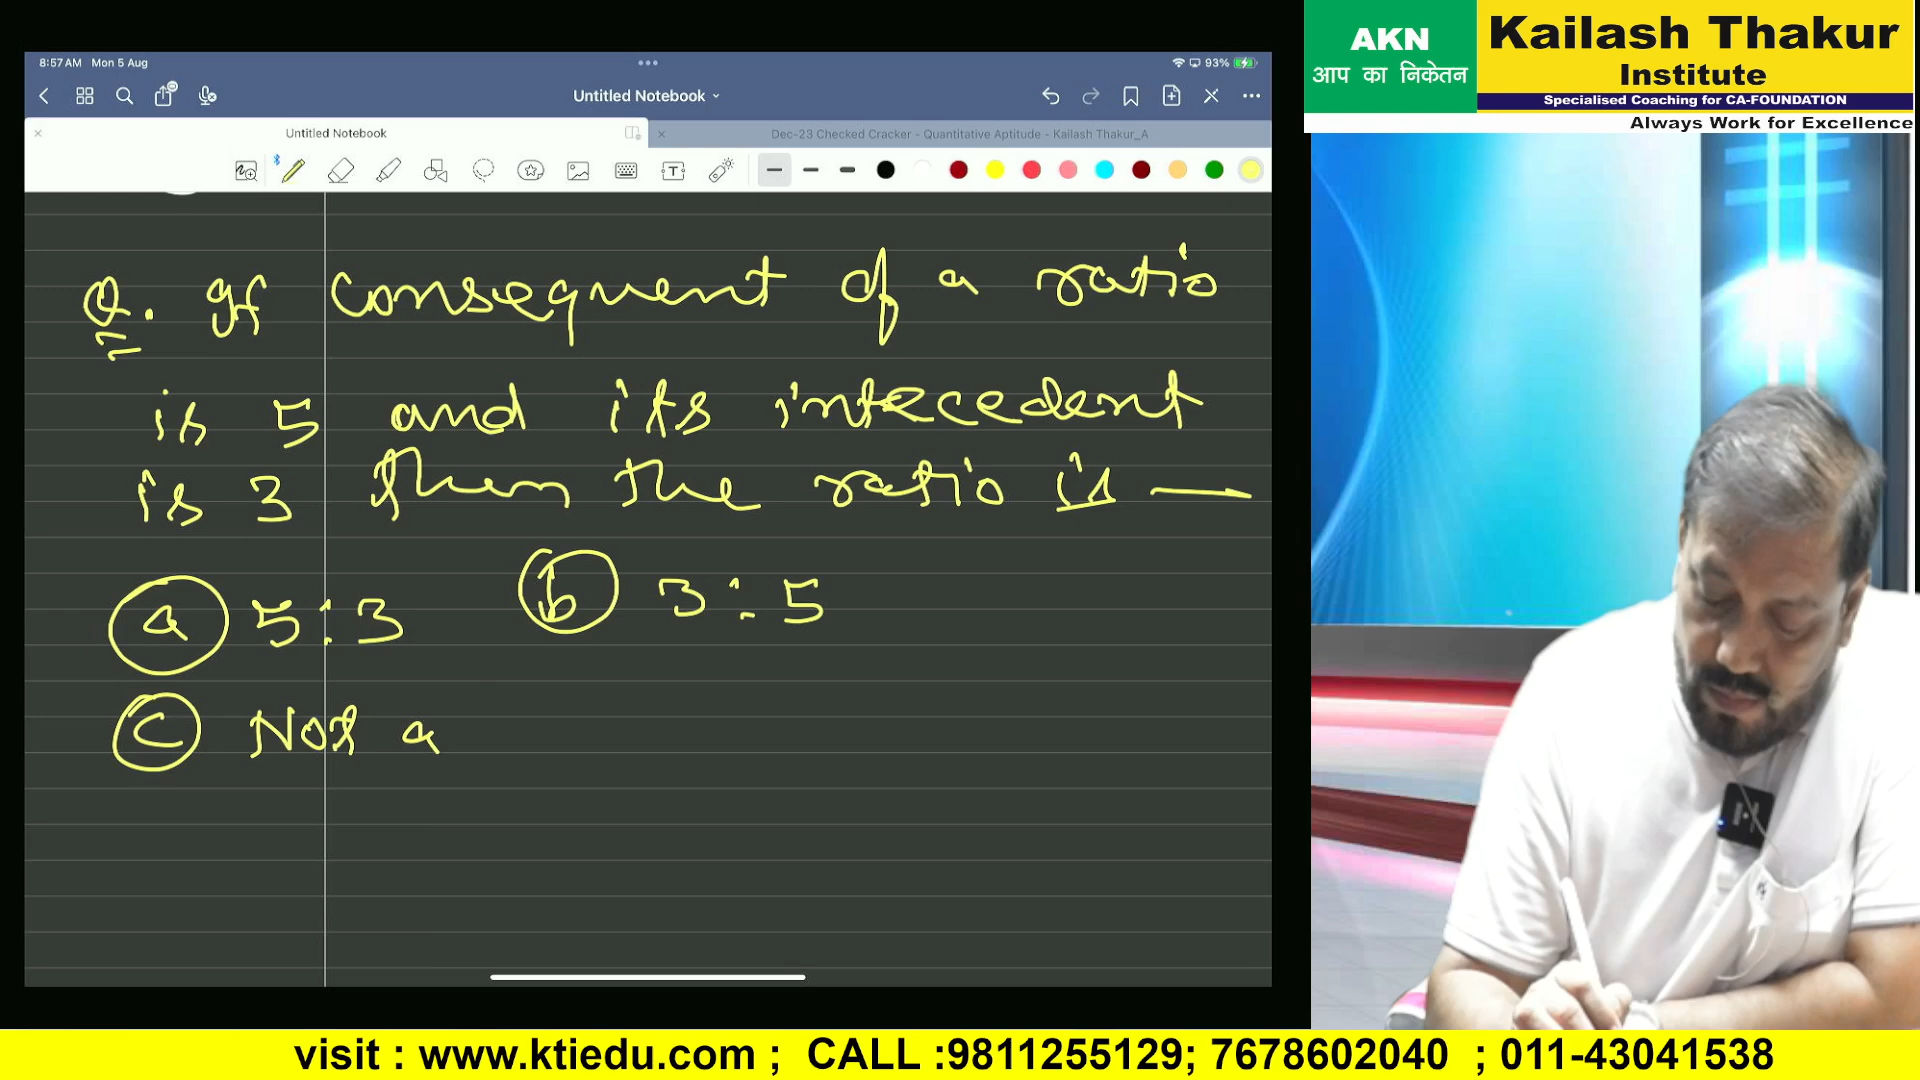 8:57 AM Mon 5 Aug
93%
Untitled Notebook
Untitled Notebook
Dec-23 Checked Cracker - Quantitative Aptitude - Kailash Thakur_A
T
Q. If consequent of a ratio
is 5 and its intecedent
is 3 then the ratio is —
(a) 5:3 (b) 3:5
(c) Not a
AKN
आप का निकेतन
Kailash Thakur
Institute
Specialised Coaching for CA-FOUNDATION
Always Work for Excellence
visit : www.ktiedu.com ; CALL :9811255129; 7678602040 ; 011-43041538